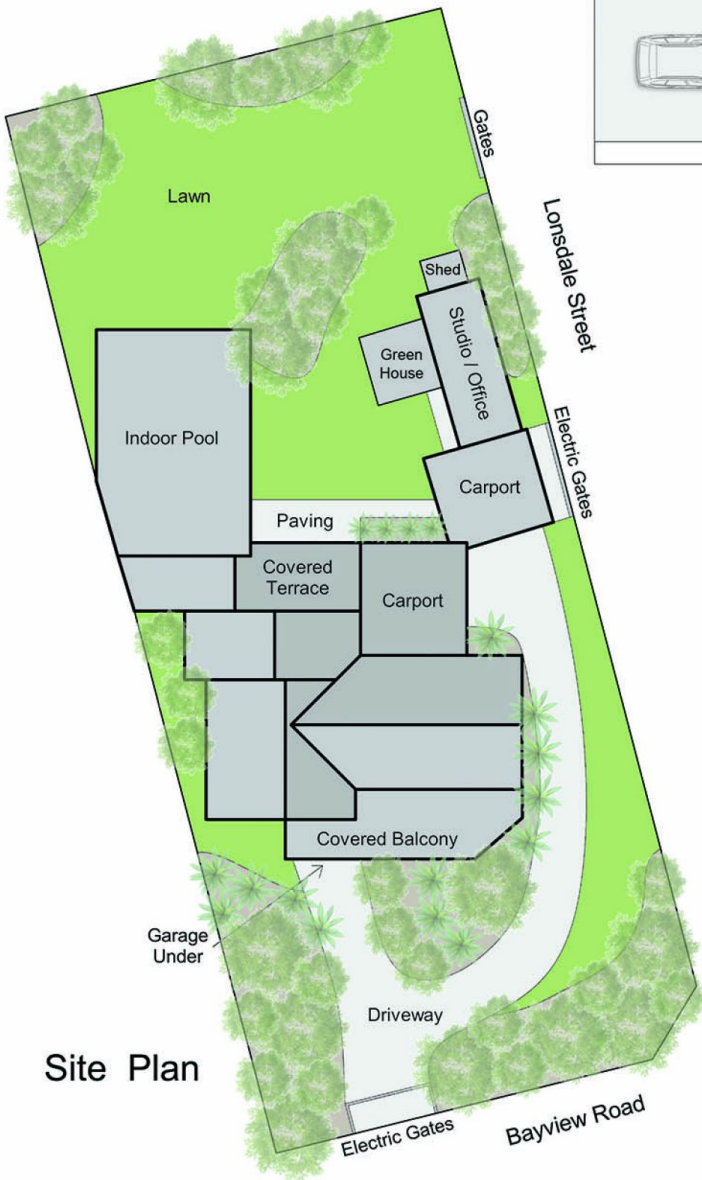 Gates
Lawn
Lonsdale Street
Shed
Studio / Office
Green
House
Indoor Pool
Electric Gates
Carport
Paving
Covered
Terrace
Carport
Covered Balcony
Garage
Under
Driveway
Site Plan
Electric Gates
Bayview Road